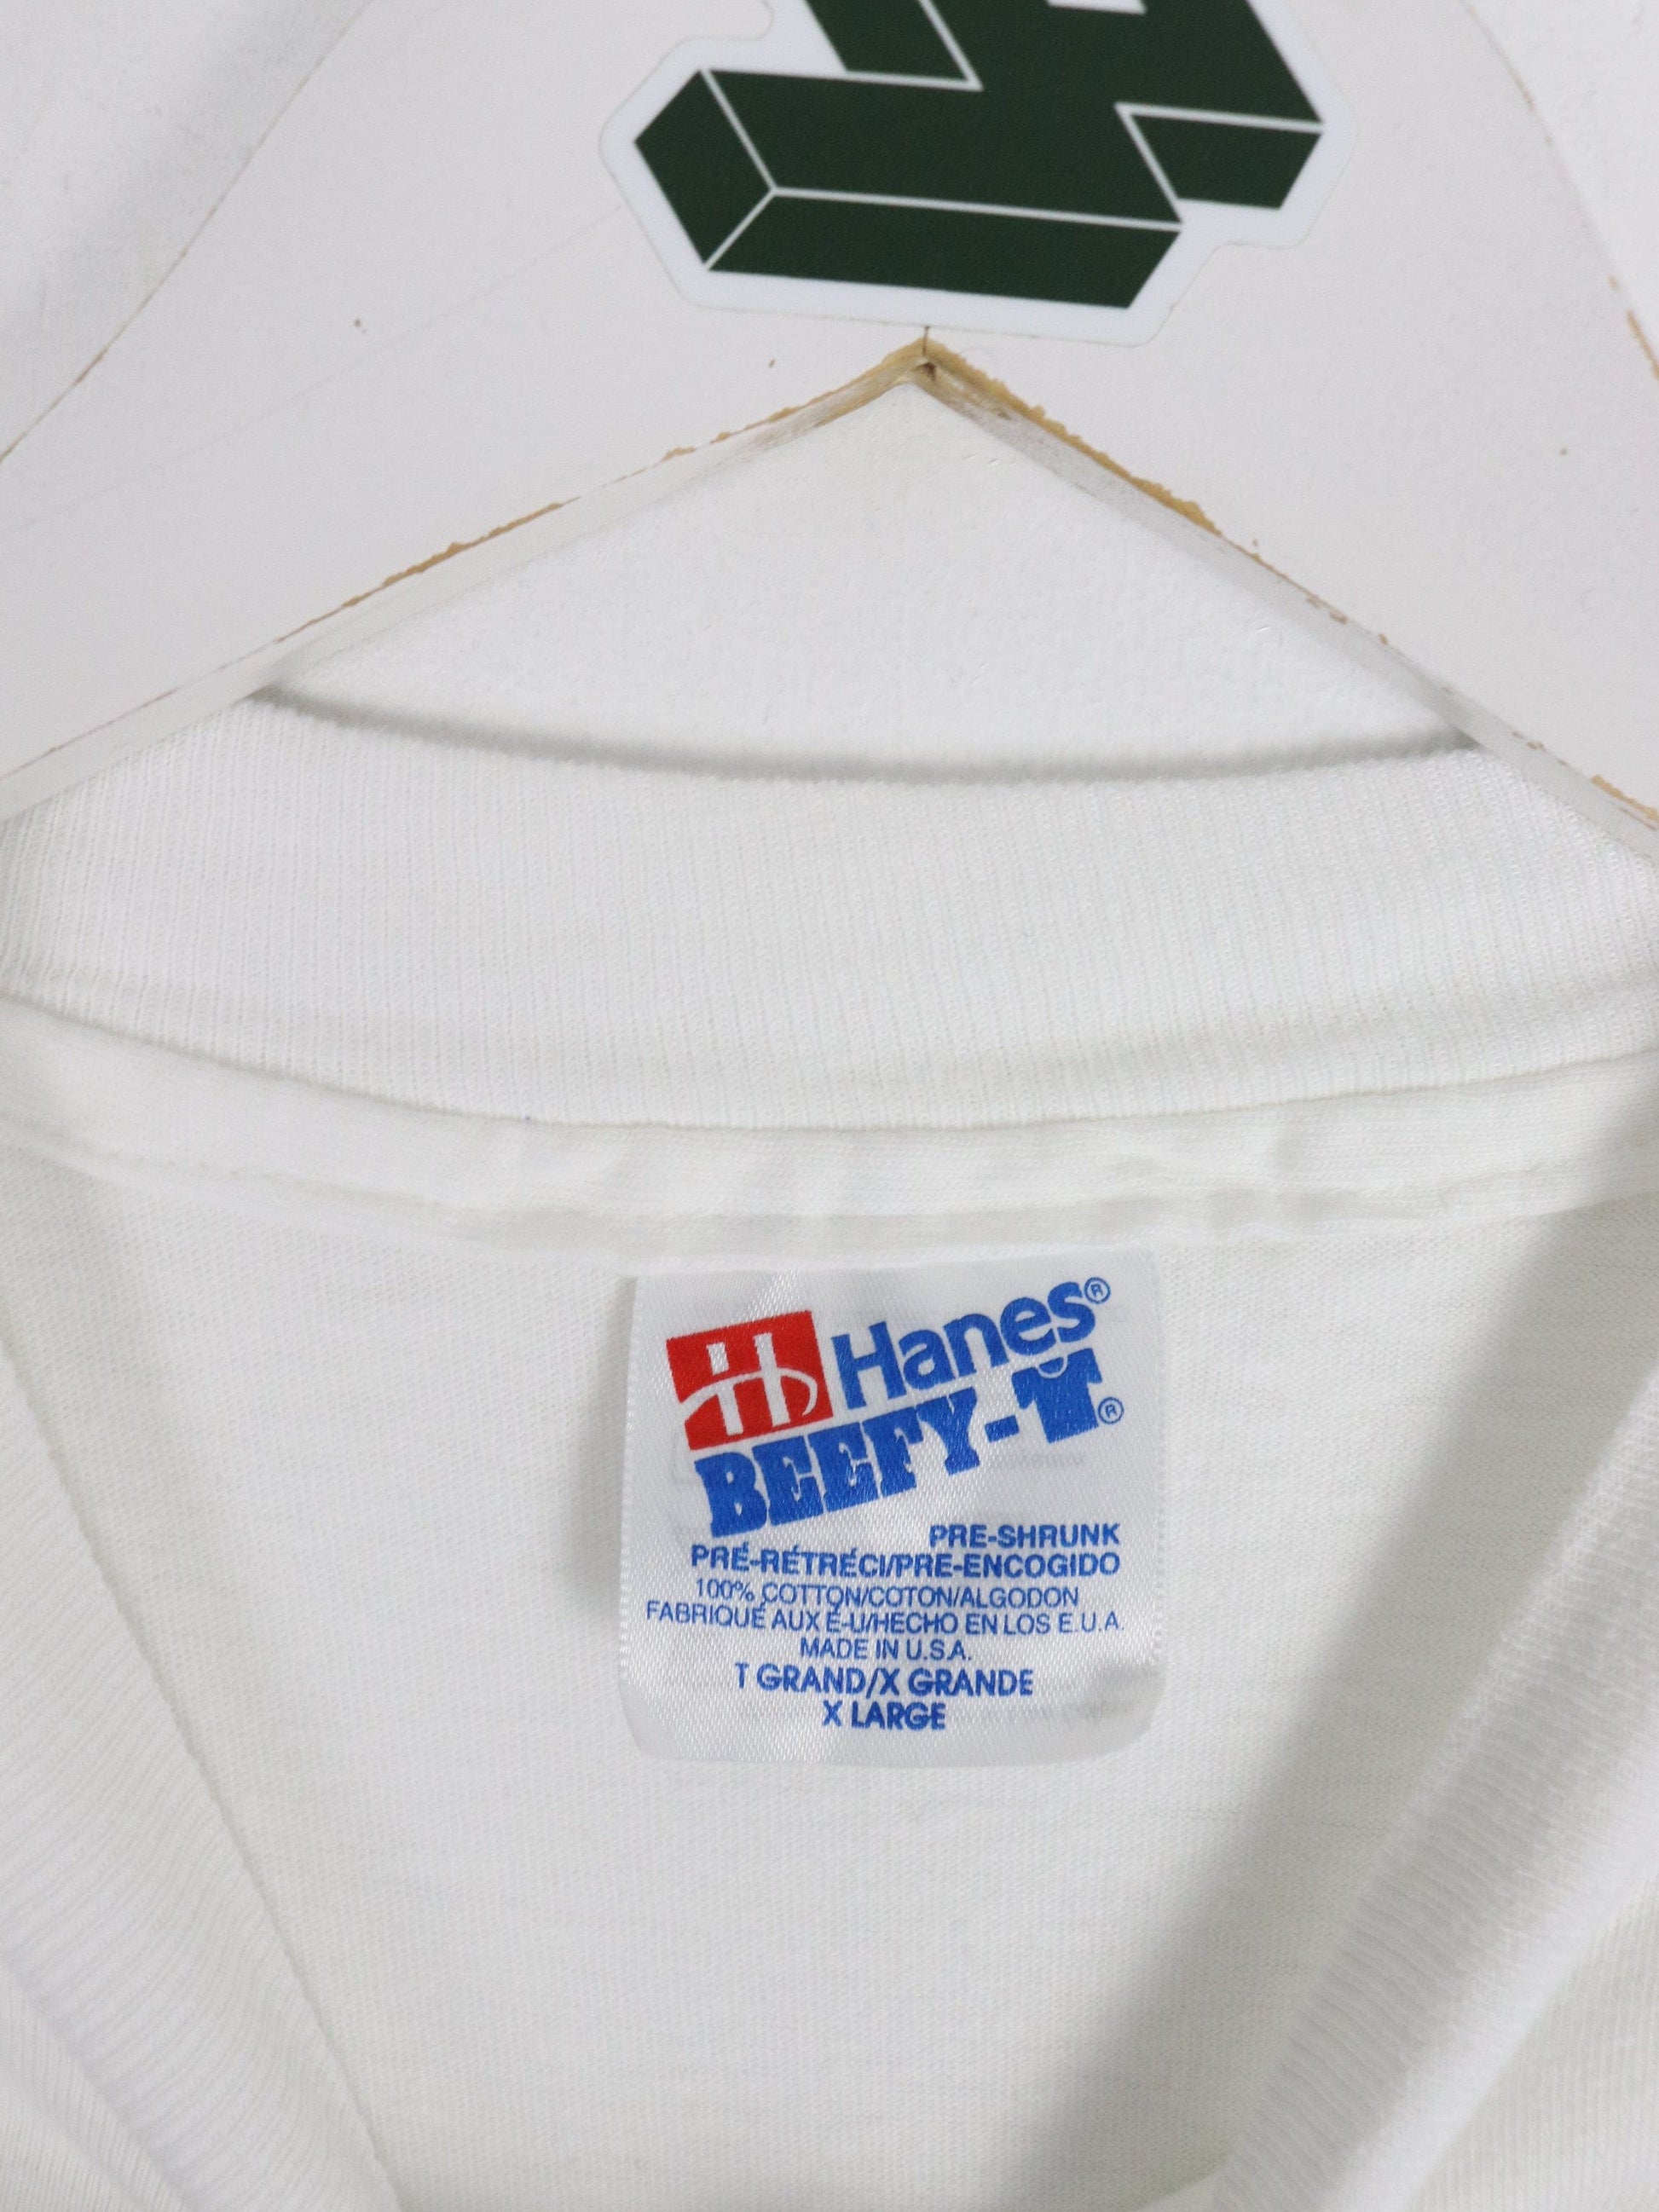 Hanes®
BEEFY-T®
PRE-SHRUNK
PRÉ-RÉTRÉCI/PRE-ENCOGIDO
100% COTTON/COTON/ALGODON
FABRIQUÉ AUX É-U/HECHO EN LOS E.U.A.
MADE IN U.S.A.
T GRAND/X GRANDE
X LARGE